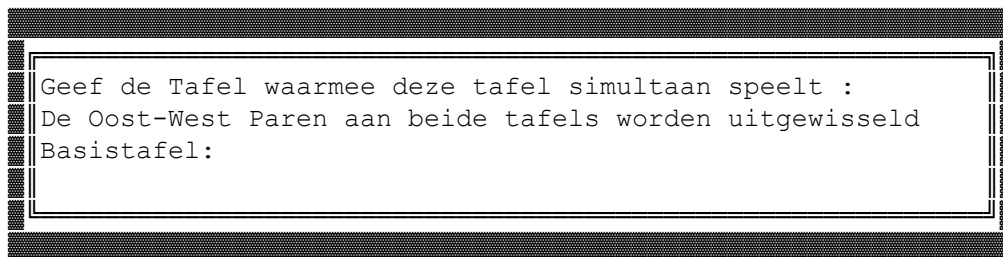 Geef de Tafel waarmee deze tafel simultaan speelt :
De Oost-West Paren aan beide tafels worden uitgewisseld
Basistafel: